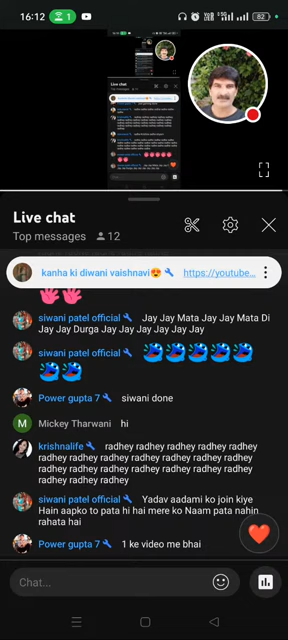 16:12
1
82
Live chat
Top messages
12
kanha ki diwani vaishnavi😍 https://youtube...
siwani patel official Jay Jay Mata Jay Jay Mata Di
Jay Jay Durga Jay Jay Jay Jay Jay Jay
siwani patel official
Power gupta 7 siwani done
M Mickey Tharwani hi
krishnalife radhey radhey radhey radhey radhey
radhey radhey radhey radhey radhey radhey radhey
radhey radhey radhey radhey radhey radhey radhey
radhey radhey radhey radhey
siwani patel official Yadav aadami ko join kiye
Hain aapko to pata hi hai mere ko Naam pata nahin
rahata hai
Power gupta 7 1 ke video me bhai
Chat...